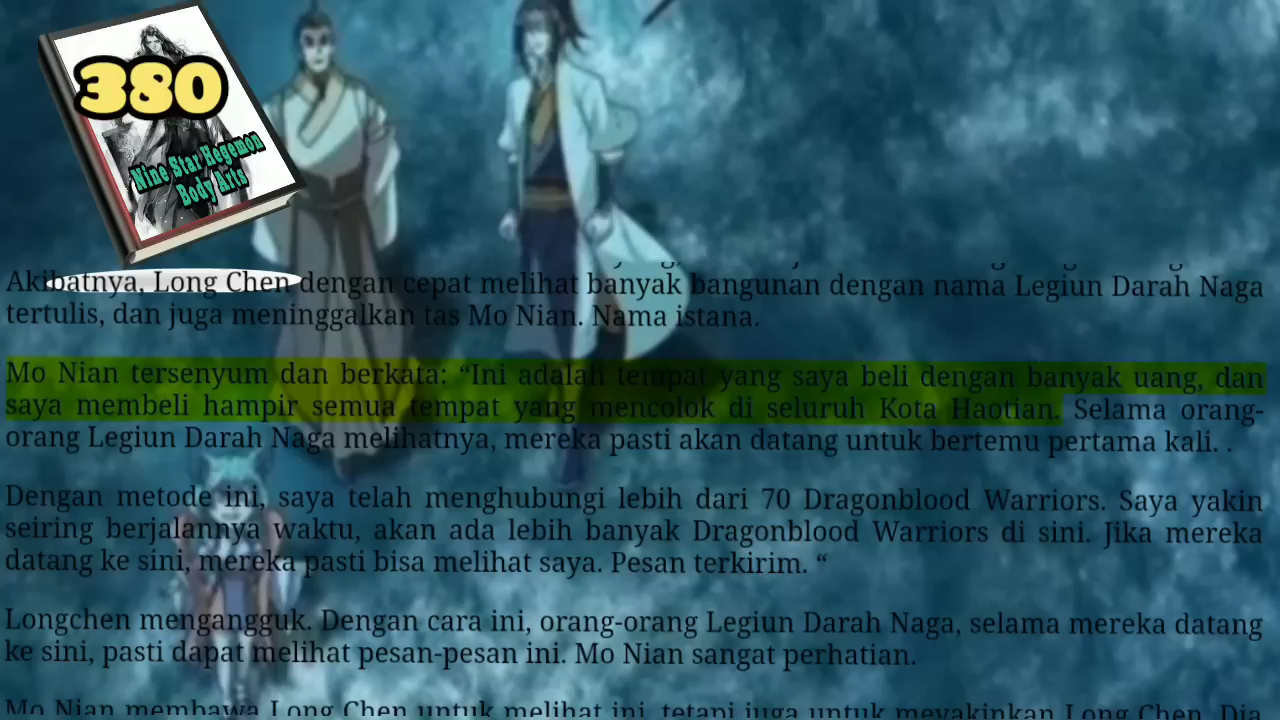 380
Nine Star Hegemon
Body Arts
Akibatnya, Long Chen dengan cepat melihat banyak bangunan dengan nama Legiun Darah Naga
tertulis, dan juga meninggalkan tas Mo Nian. Nama istana.
Mo Nian tersenyum dan berkata: “Ini adalah tempat yang saya beli dengan banyak uang, dan
saya membeli hampir semua tempat yang mencolok di seluruh Kota Haotian. Selama orang-
orang Legiun Darah Naga melihatnya, mereka pasti akan datang untuk bertemu pertama kali. .
Dengan metode ini, saya telah menghubungi lebih dari 70 Dragonblood Warriors. Saya yakin
seiring berjalannya waktu, akan ada lebih banyak Dragonblood Warriors di sini. Jika mereka
datang ke sini, mereka pasti bisa melihat saya. Pesan terkirim. “
Longchen mengangguk. Dengan cara ini, orang-orang Legiun Darah Naga, selama mereka datang
ke sini, pasti dapat melihat pesan-pesan ini. Mo Nian sangat perhatian.
Mo Nian membawa Long Chen untuk melihat ini, tetapi juga untuk meyakinkan Long Chen. Dia